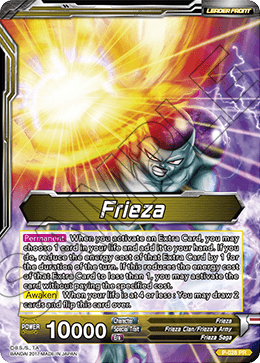 LEADER FRONT
Frieza
Permanent When you activate an Extra Card, you may
choose 1 card in your life and add it to your hand. If you
do, reduce the energy cost of that Extra Card by 1 for
the duration of the turn. If this reduces the energy cost
of that Extra Card to less than 1, you may activate the
card without paying the specified cost.
Awaken When your life is at 4 or less: You may draw 2
cards and flip this card over.
POWER 10000
Character Frieza
Special Trait Frieza Clan/Frieza's Army
Era Frieza Saga
BANDAI 2017 MADE IN JAPAN
P-028 PR